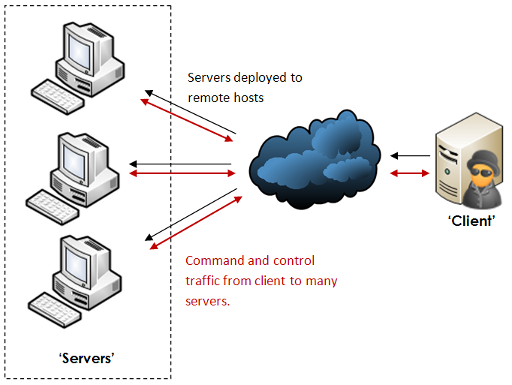 Servers deployed to
remote hosts
‘Client’
Command and control
traffic from client to many
servers.
‘Servers’